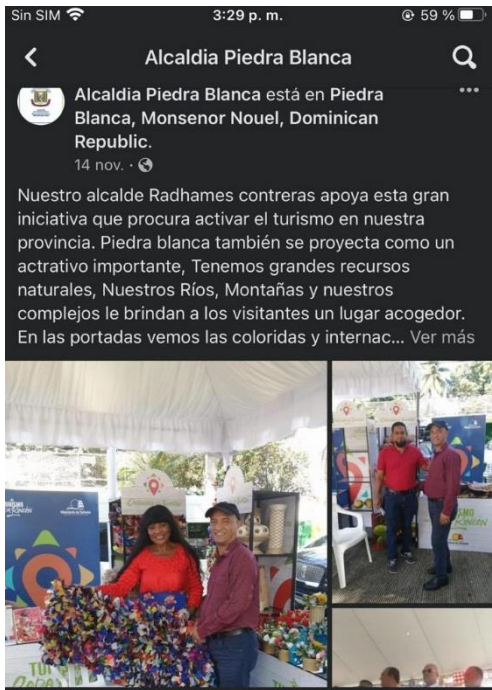 Sin SIM 3:29 p. m. 59 %
Alcaldia Piedra Blanca
Alcaldia Piedra Blanca está en Piedra
Blanca, Monsenor Nouel, Dominican
Republic.
14 nov. ·
Nuestro alcalde Radhames contreras apoya esta gran
iniciativa que procura activar el turismo en nuestra
provincia. Piedra blanca también se proyecta como un
actrativo importante, Tenemos grandes recursos
naturales, Nuestros Ríos, Montañas y nuestros
complejos le brindan a los visitantes un lugar acogedor.
En las portadas vemos las coloridas y internac... Ver más